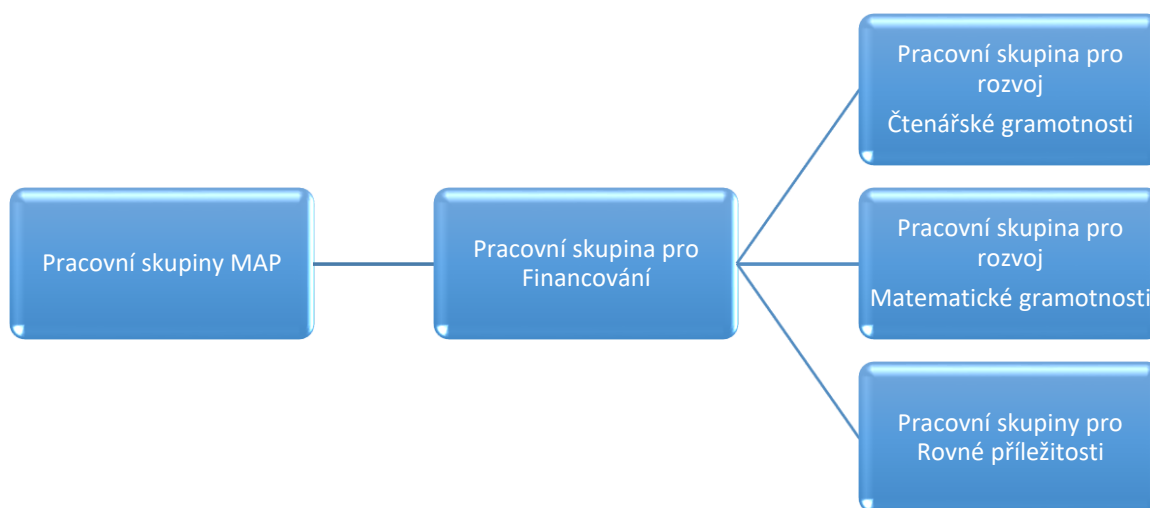 Pracovní skupiny MAP
Pracovní skupina pro
Financování
Pracovní skupina pro
rozvoj
Čtenářské gramotnosti
Pracovní skupina pro
rozvoj
Matematické gramotnosti
Pracovní skupiny pro
Rovné příležitosti